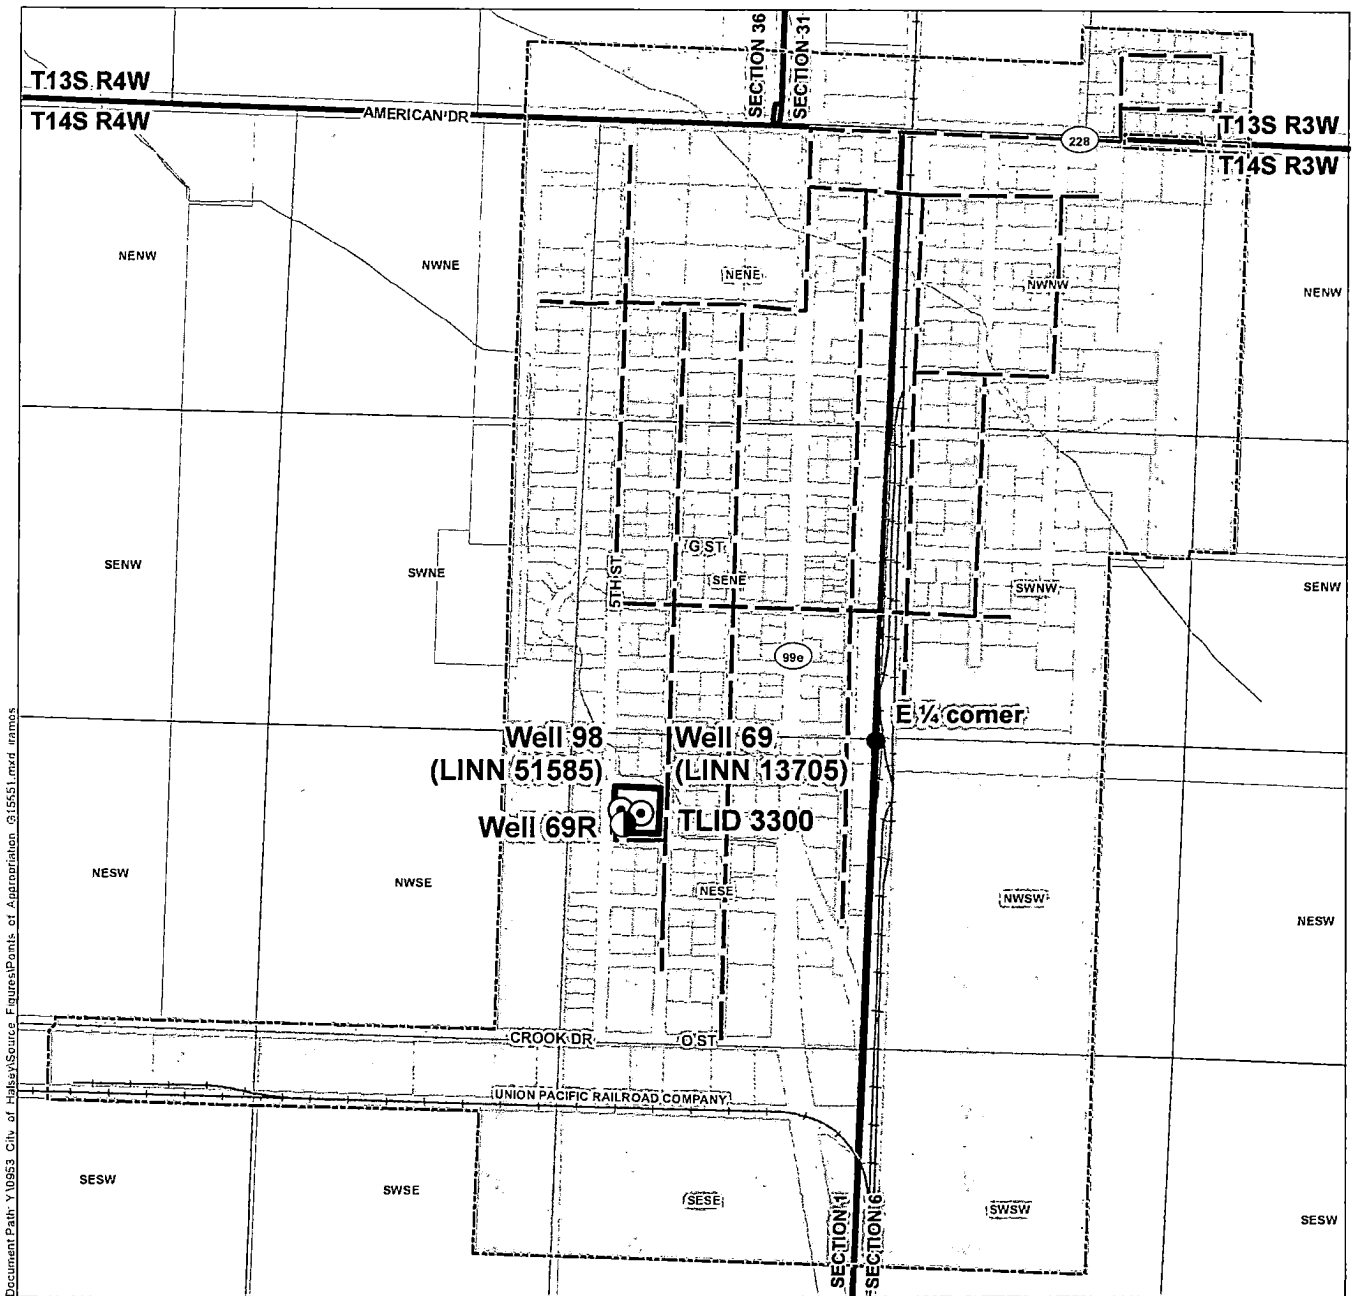 SECTION 36
SECTION 31
T13S R4W
T14S R4W
AMERICAN DR
228
T13S R3W
T14S R3W
NENW
NWNE
NENE
NWNW
NENW
SENW
SWNE
5TH ST
G ST
SENE
SWNW
SENW
99e
E ¼ corner
Well 98
(LINN 51585)
Well 69
(LINN 13705)
Well 69R
TLID 3300
NESW
NWSE
NESE
NWSW
NESW
CROOK DR
O ST
UNION PACIFIC RAILROAD COMPANY
SESW
SWSE
SESE
SECTION 1
SECTION 6
SWSW
SESW
Document Path Y \0953 City of Halsey\Source Figures\Points of Appropriation G15551.mxd irames